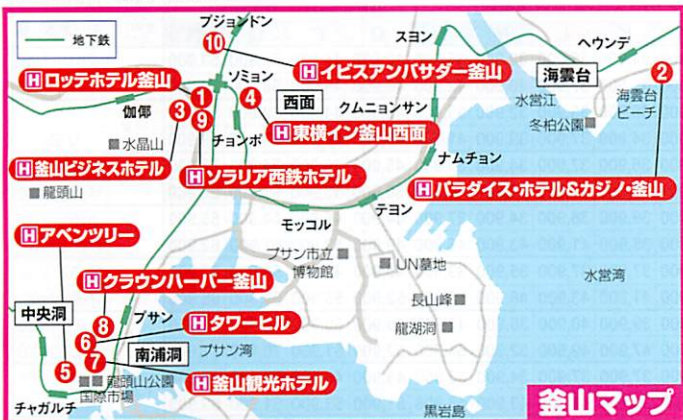 地下鉄
プジョンドン
スヨン
ヘウンデ
⑩
H イビスアンバサダー釜山
海雲台
②
H ロッテホテル釜山
ソミョン
①
④
西面
クムニョンサン
水営江
海雲台
ビーチ
冬柏公園
伽倻
③
⑨
H 東横イン釜山西面
水晶山
チョンポ
ナムチョン
H 釜山ビジネスホテル
H ソラリア西鉄ホテル
H パラダイス・ホテル&カジノ・釜山
龍頭山
モッコル
テヨン
H アベンツリー
プサン市立
博物館
UN墓地
水営湾
H クラウンハーバー釜山
中央洞
プサン
長山峰
⑧
H タワーヒル
龍湖洞
⑥
⑤
⑦
南浦洞
プサン湾
龍頭山公園
国際市場
H 釜山観光ホテル
チャガルチ
黒岩島
釜山マップ